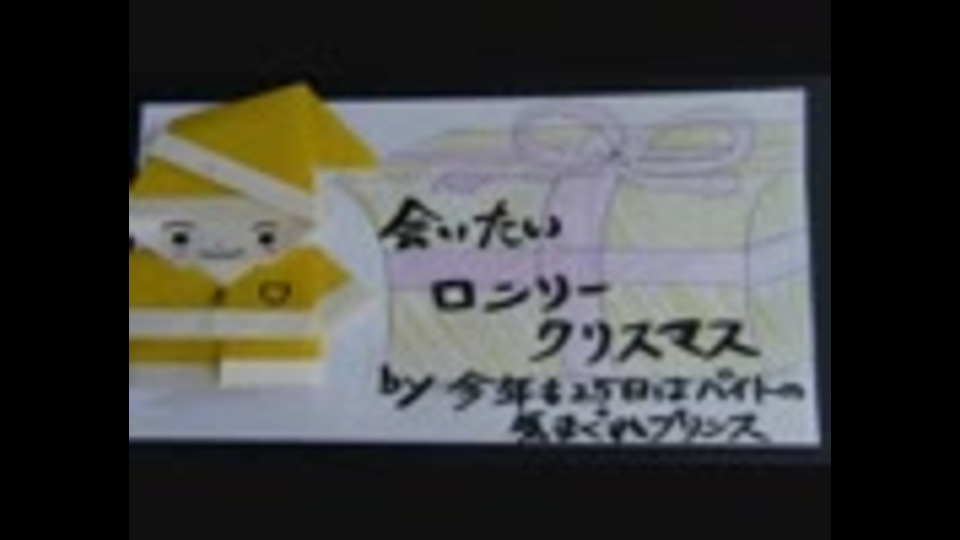 会いたい
ロンリー
クリスマス
by 今年も25日はバイトの
気まぐれプリンス